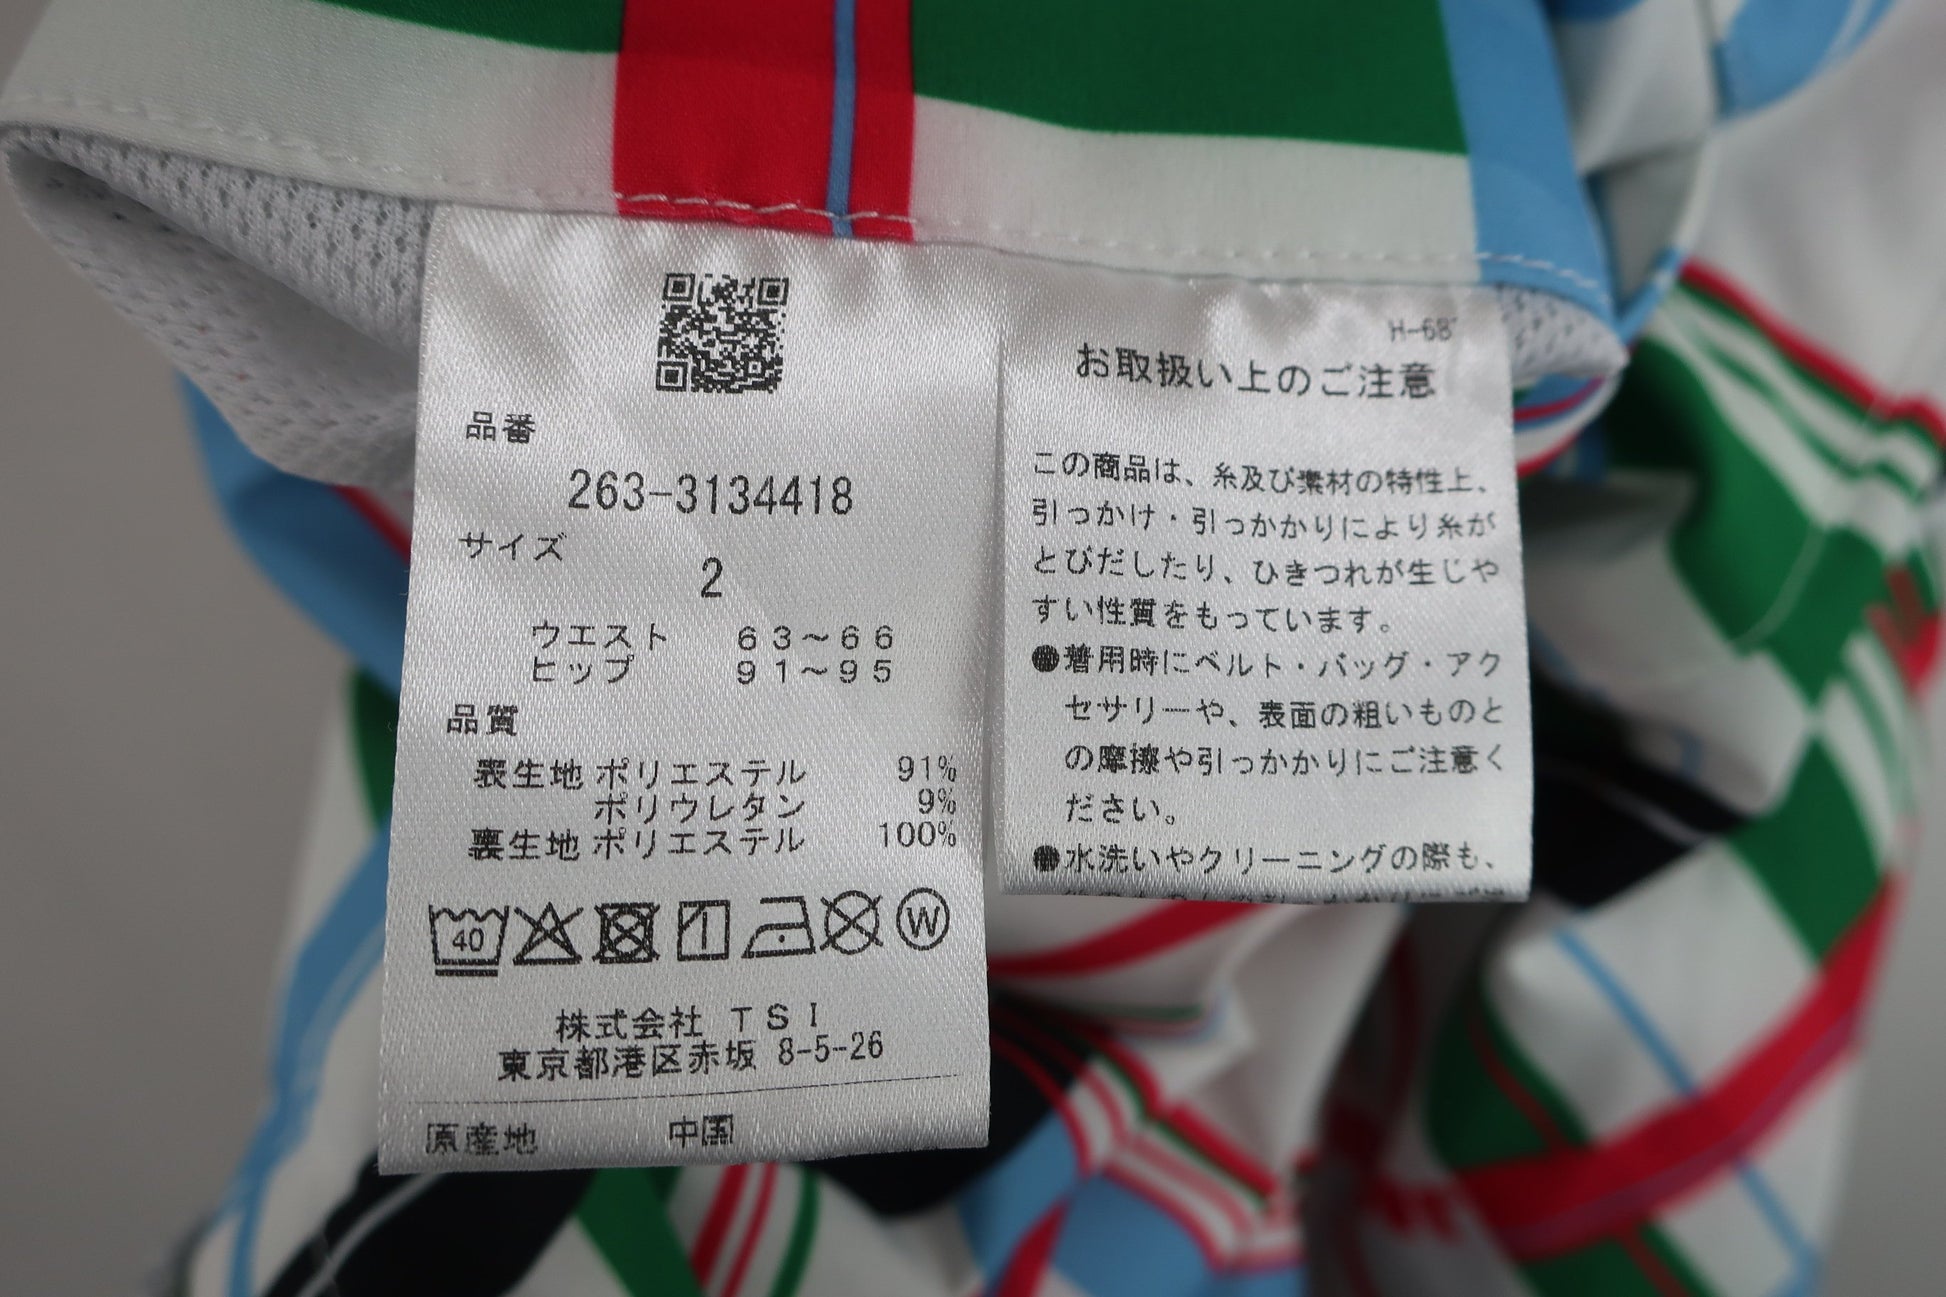 品番
263-3134418
サイズ
2
ウエスト 63～66
ヒップ 91～95
品質
表生地 ポリエステル 91%
ポリウレタン 9%
裏生地 ポリエステル 100%
40
W
株式会社 TSI
東京都港区赤坂 8-5-26
原産地 中国
H-68
お取扱い上のご注意
この商品は、糸及び素材の特性上、
引っかけ・引っかかりにより糸が
とびだしたり、ひきつれが生じや
すい性質をもっています。
●着用時にベルト・バッグ・アク
セサリーや、表面の粗いものと
の摩擦や引っかかりにご注意く
ださい。
●水洗いやクリーニングの際も、